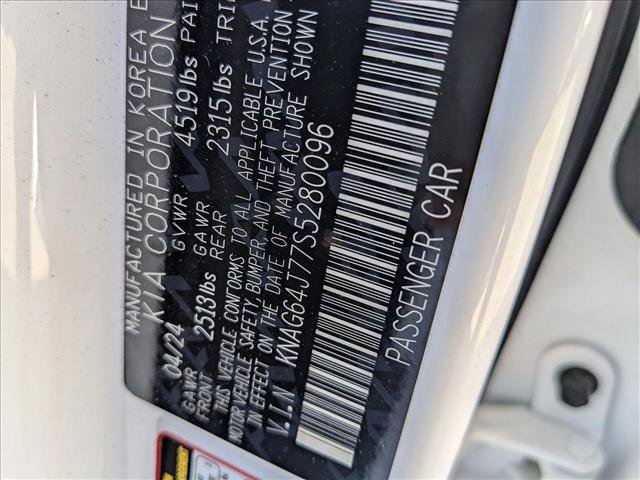 MANUFACTURED IN KOREA
KIA CORPORATION
04/24 GVWR 4519lbs
GAWR FRONT 2513lbs GAWR REAR 2315lbs
THIS VEHICLE CONFORMS TO ALL APPLICABLE U.S.A.
MOTOR VEHICLE SAFETY, BUMPER, AND THEFT PREVENTION
IN EFFECT ON THE DATE OF MANUFACTURE SHOWN
V.I.N KNAG64J77S5280096
PASSENGER CAR